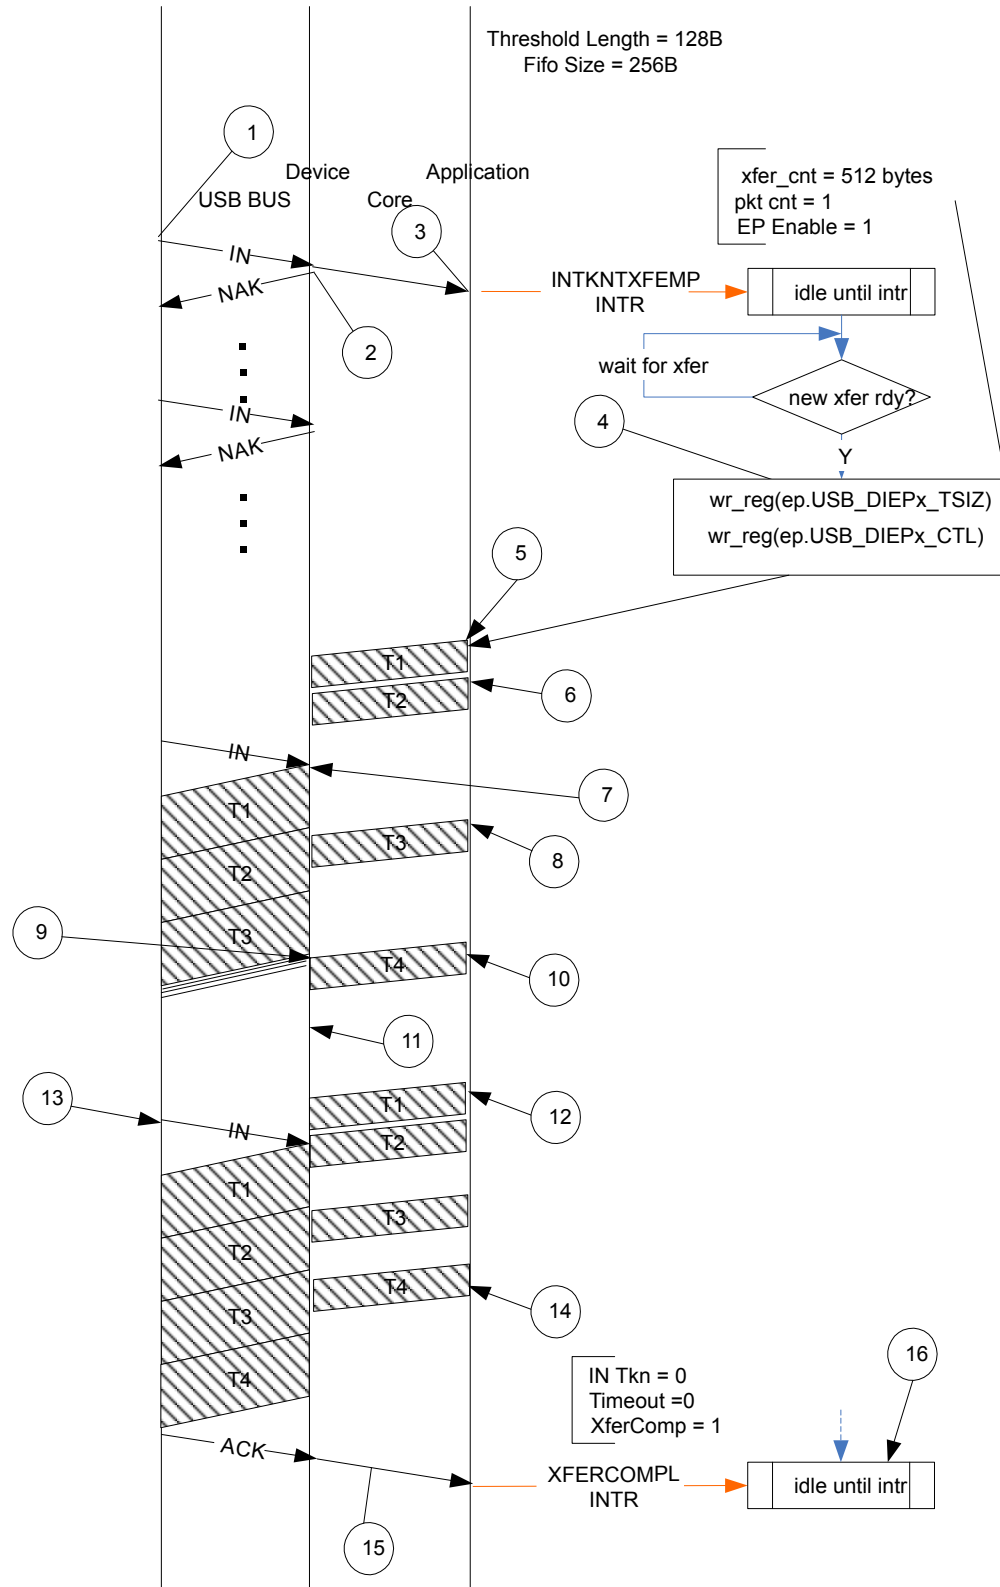 Threshold Length = 128B
Fifo Size = 256B
1
Device
Application
USB BUS
Core
3
xfer_cnt = 512 bytes
pkt cnt = 1
EP Enable = 1
IN
NAK
INTKNTXFEMP
INTR
idle until intr
2
wait for xfer
new xfer rdy?
IN
NAK
4
Y
wr_reg(ep.USB_DIEPx_TSIZ)
wr_reg(ep.USB_DIEPx_CTL)
5
T1
T2
6
IN
7
T1
T3
8
T2
9
T3
T4
10
11
13
T1
12
IN
T2
T1
T3
T2
T4
14
T3
16
IN Tkn = 0
Timeout =0
XferComp = 1
T4
ACK
XFERCOMPL
INTR
idle until intr
15